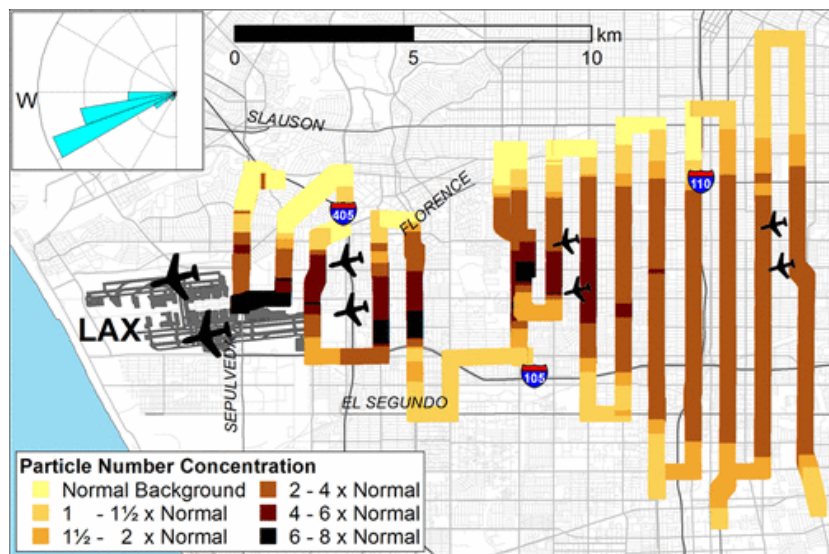 0 5 10
km
W
SLAUSON
FLORENCE
405
110
LAX
105
SEPULVEDA
EL SEGUNDO
Particle Number Concentration
Normal Background
1 - 1½ x Normal
1½ - 2 x Normal
2 - 4 x Normal
4 - 6 x Normal
6 - 8 x Normal